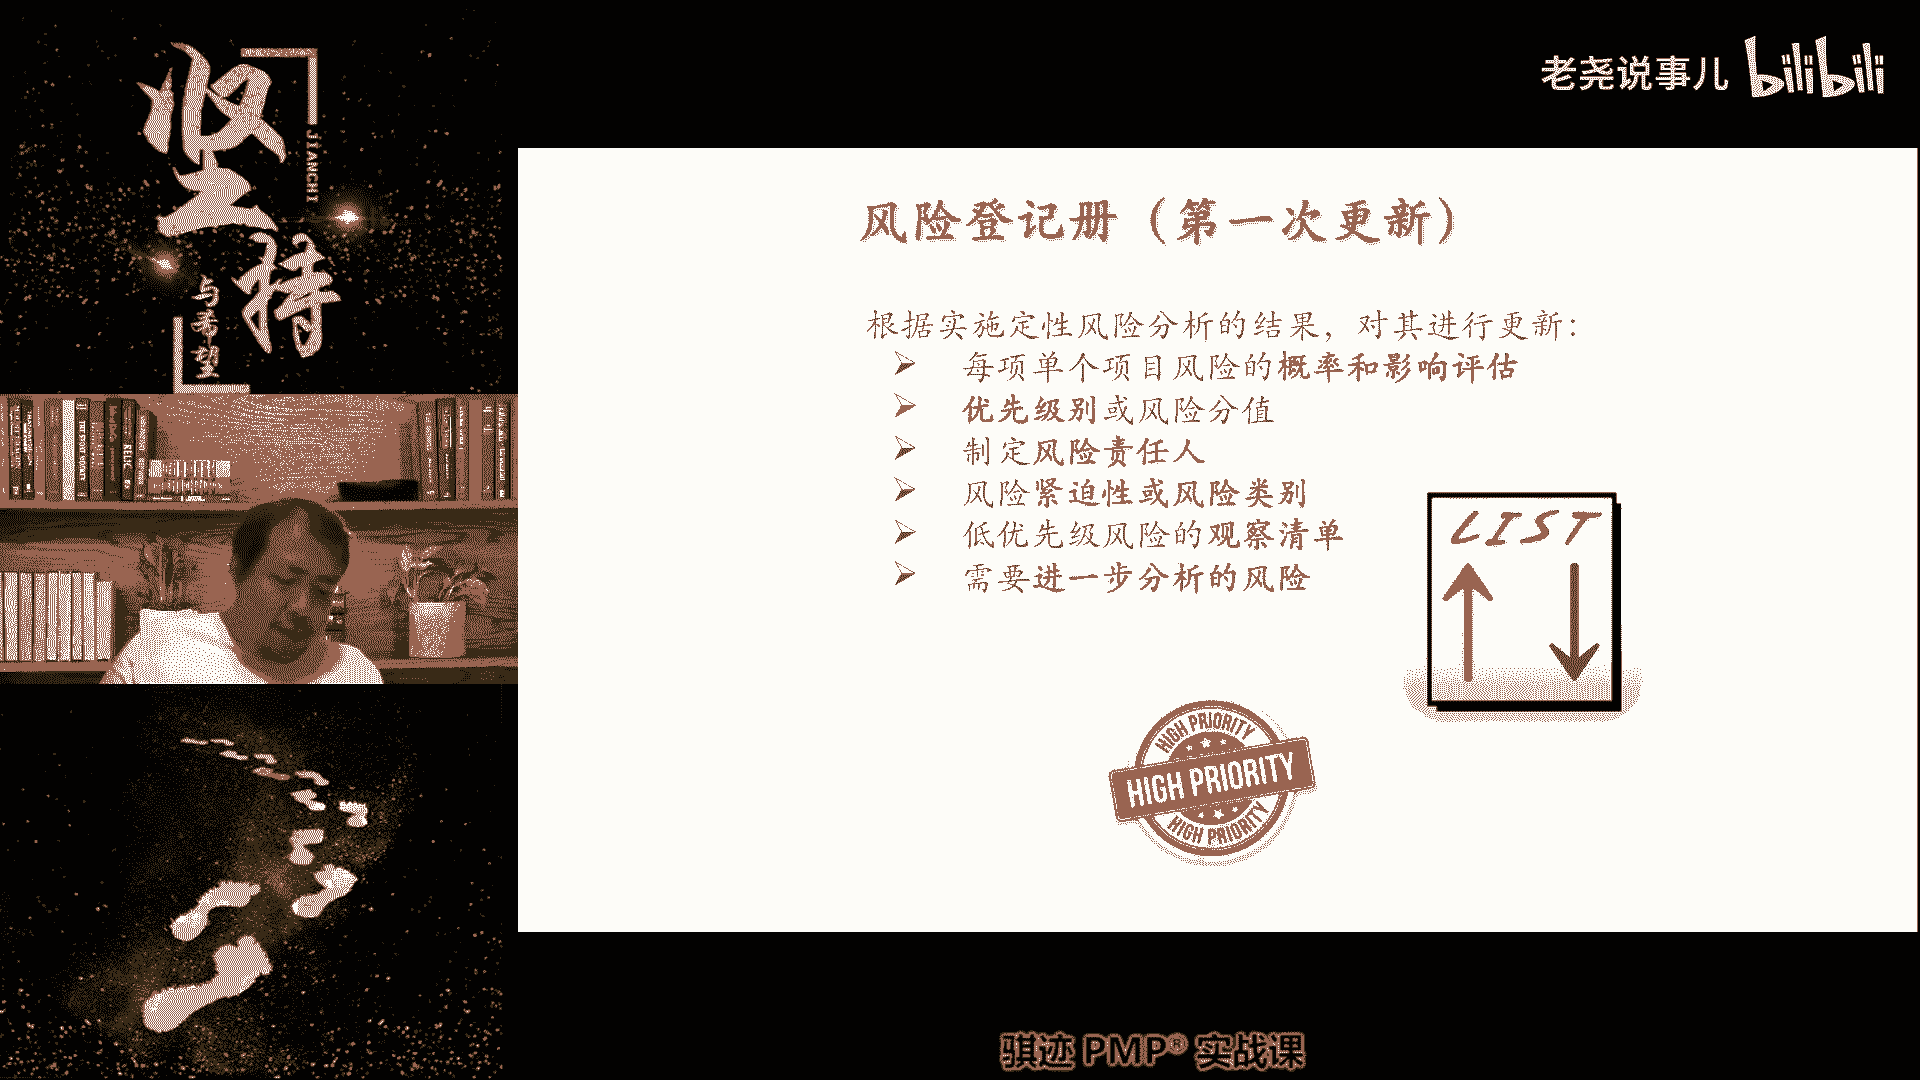 坚持
JIANCHI
与希望
老尧说事儿 bilibili
风险登记册（第一次更新）
根据实施定性风险分析的结果，对其进行更新：
➢ 每项单个项目风险的概率和影响评估
➢ 优先级别或风险分值
➢ 制定风险责任人
➢ 风险紧迫性或风险类别
➢ 低优先级风险的观察清单
➢ 需要进一步分析的风险
LIST
HIGH PRIORITY
HIGH PRIORITY
HIGH PRIORITY
骐迹 PMP® 实战课